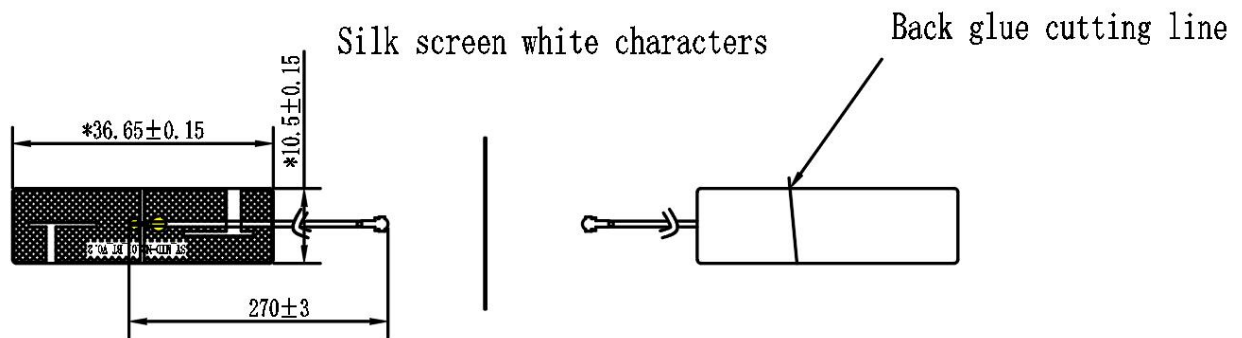 Silk screen white characters
Back glue cutting line
*36.65±0.15
*10.5±0.15
270±3